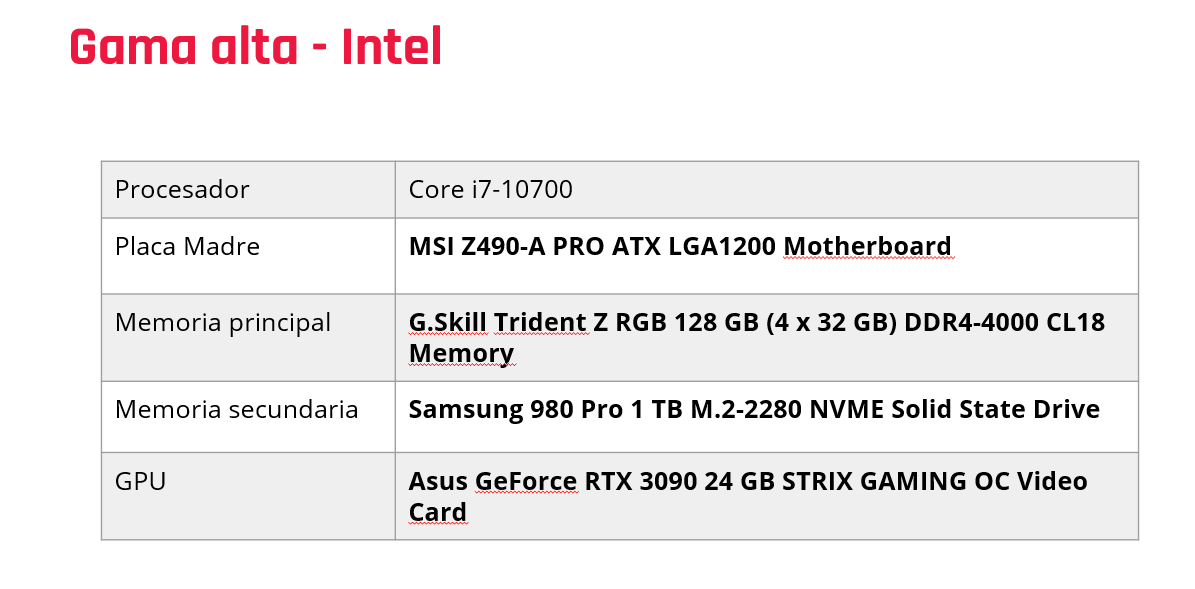 Gama alta - Intel
Procesador
Core i7-10700
Placa Madre
MSI Z490-A PRO ATX LGA1200 Motherboard
Memoria principal
G.Skill Trident Z RGB 128 GB (4 x 32 GB) DDR4-4000 CL18
Memory
Memoria secundaria
Samsung 980 Pro 1 TB M.2-2280 NVME Solid State Drive
GPU
Asus GeForce RTX 3090 24 GB STRIX GAMING OC Video
Card